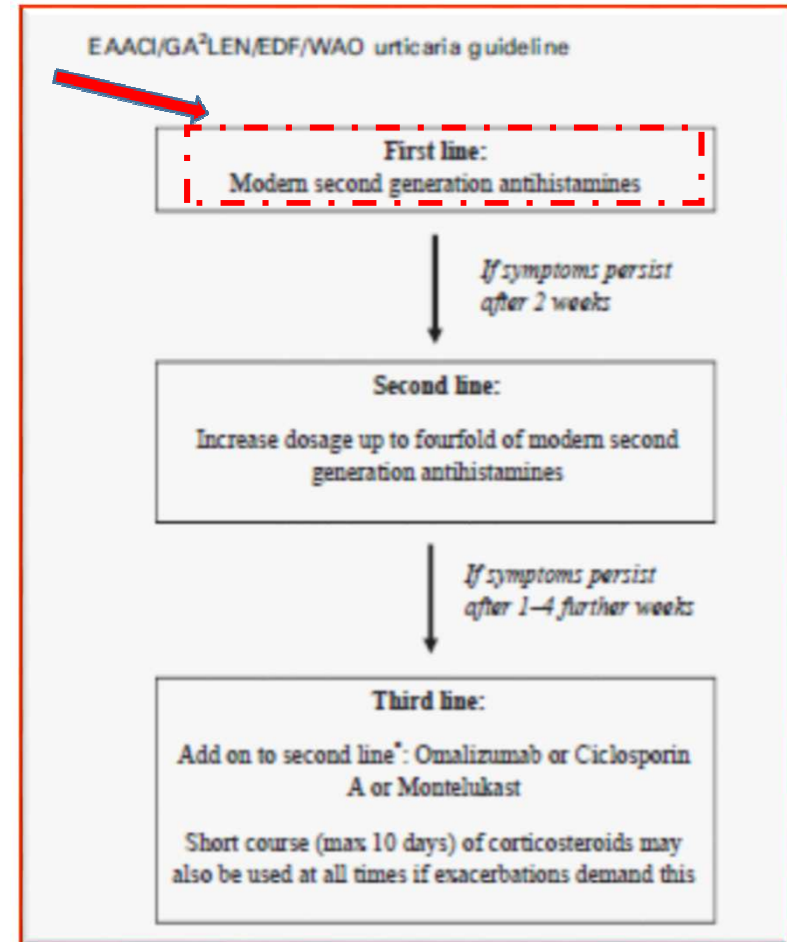 EAACI/GA²LEN/EDF/WAO urticaria guideline
First line:
Modern second generation antihistamines
If symptoms persist
after 2 weeks
Second line:
Increase dosage up to fourfold of modern second
generation antihistamines
If symptoms persist
after 1–4 further weeks
Third line:
Add on to second line*: Omalizumab or Ciclosporin
A or Montelukast
Short course (max 10 days) of corticosteroids may
also be used at all times if exacerbations demand this